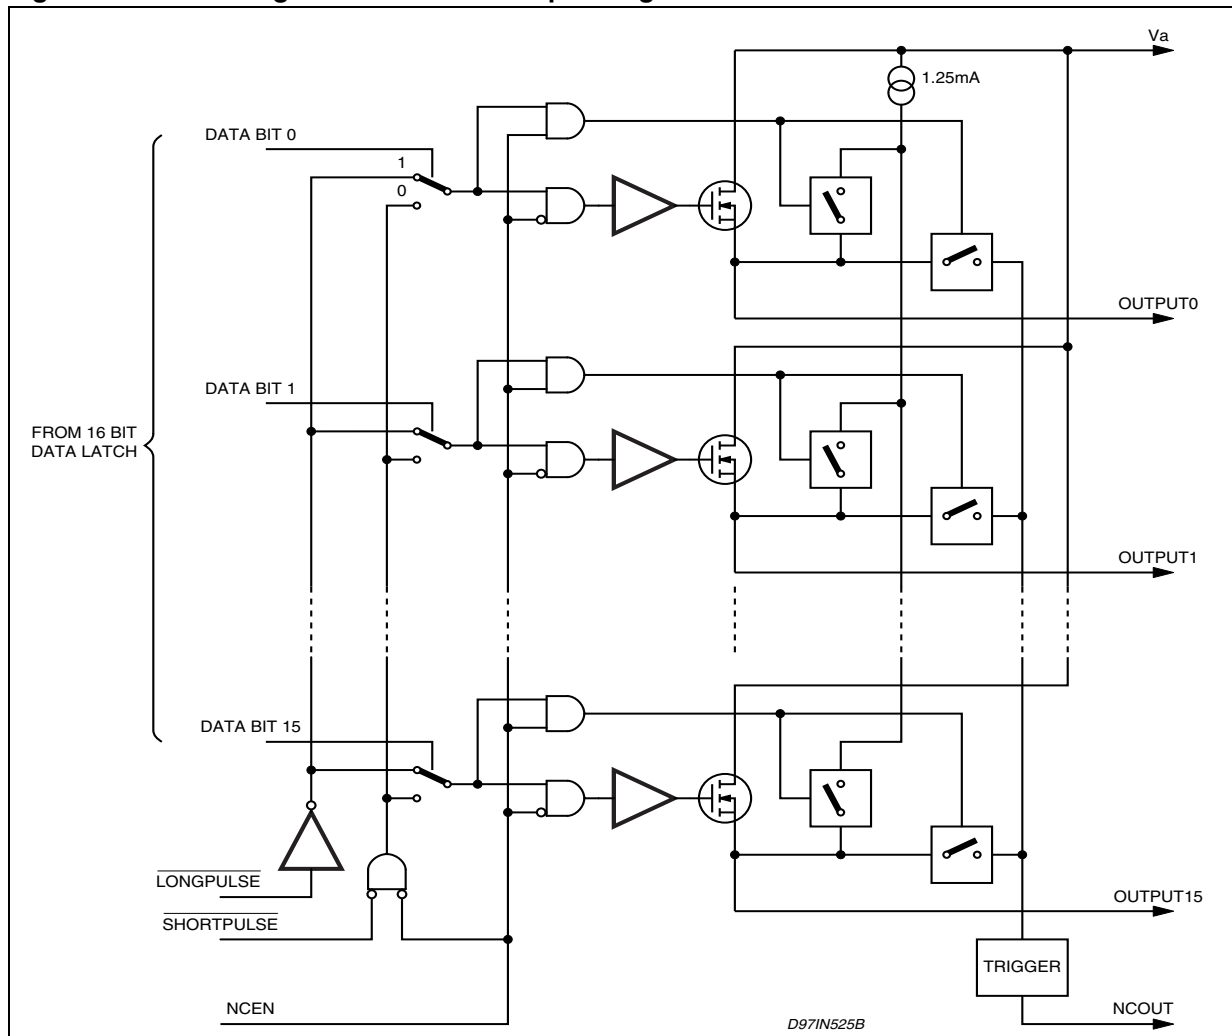 Va
1.25mA
DATA BIT 0
1
0
OUTPUT0
DATA BIT 1
FROM 16 BIT
DATA LATCH
OUTPUT1
DATA BIT 15
LONGPULSE
SHORTPULSE
OUTPUT15
TRIGGER
NCEN
NCOUT
D97IN525B